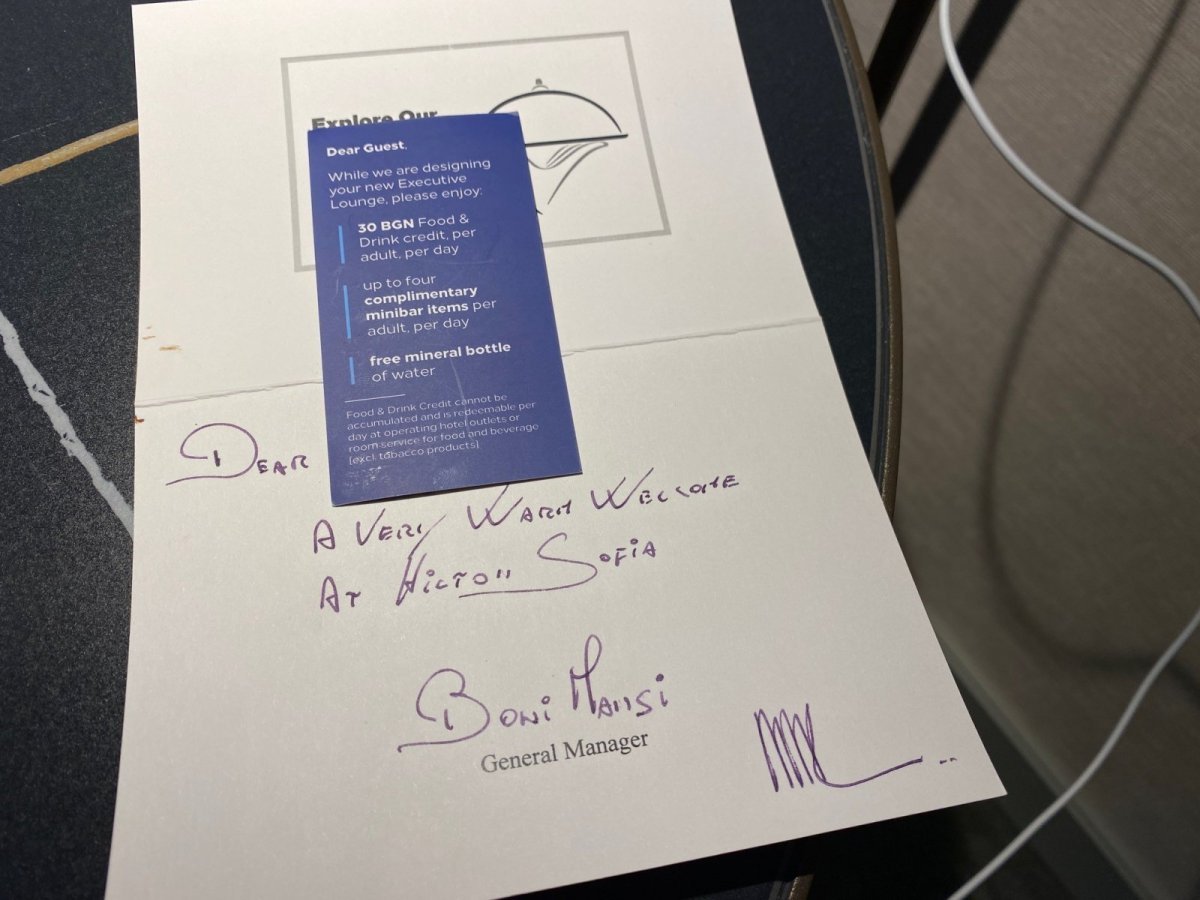 Explore Our
Dear Guest,
While we are designing
your new Executive
Lounge, please enjoy:
30 BGN Food &
Drink credit, per
adult, per day
up to four
complimentary
minibar items per
adult, per day
free mineral bottle
of water
Food & Drink Credit cannot be
accumulated and is redeemable per
day at operating hotel outlets or
room service for food and beverage
[excl. tobacco products]
DEAR
A VERY WARM WELCOME
AT HILTON SOFIA
BONI MANSI
General Manager